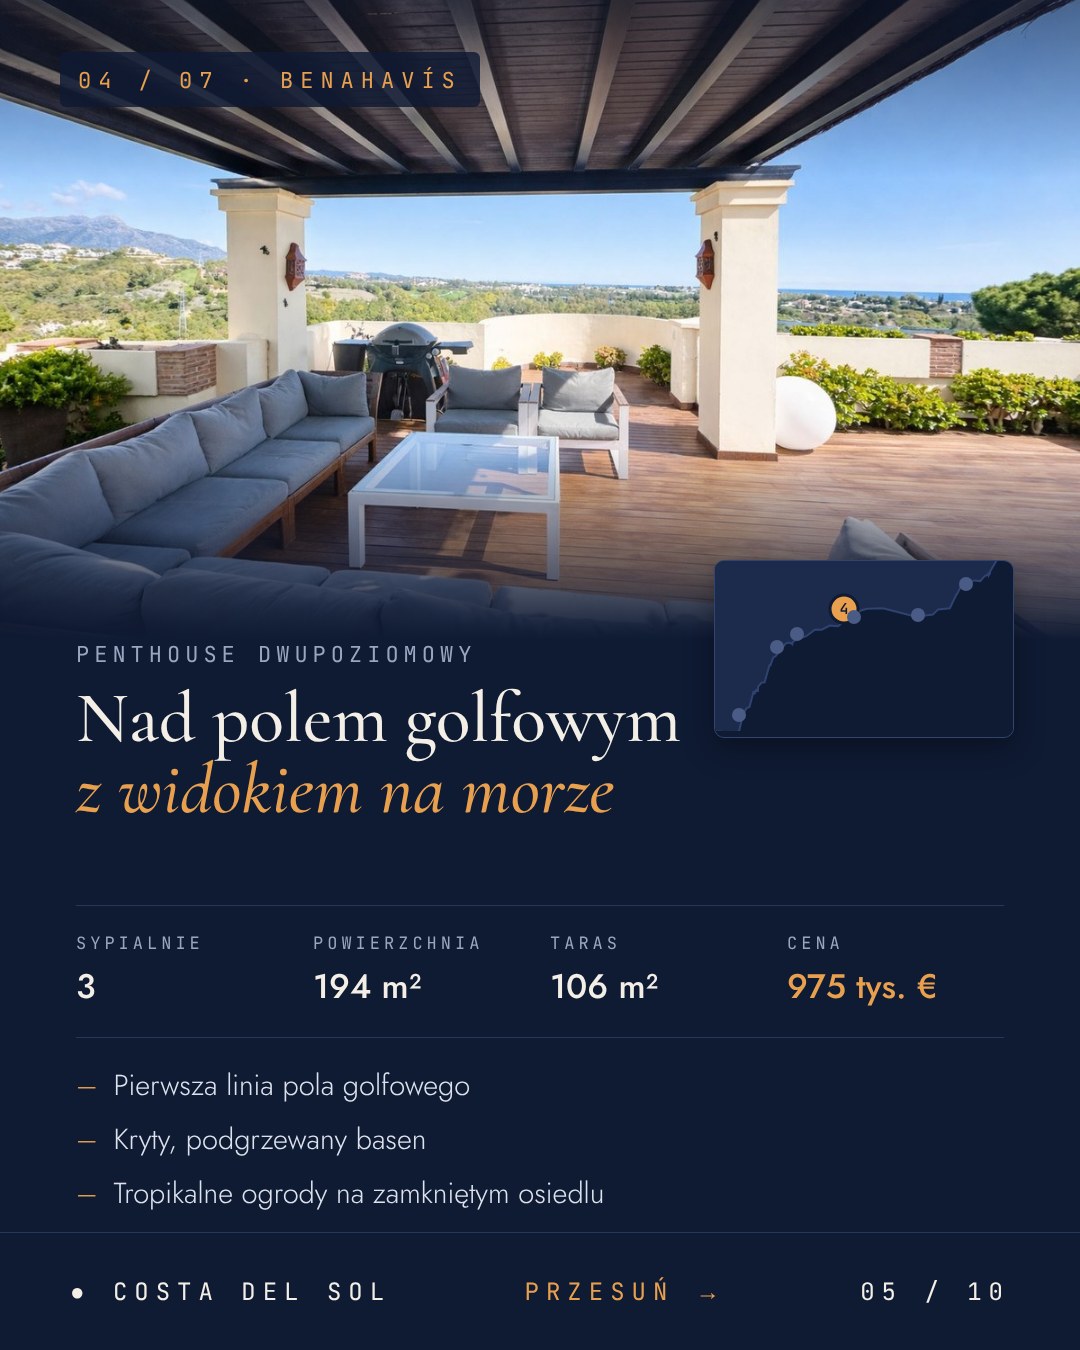 04 / 07 · BENAHAVÍS
4
PENTHOUSE DWUPOZIOMOWY
Nad polem golfowym
z widokiem na morze
SYPIALNIE POWIERZCHNIA TARAS CENA
3 194 m² 106 m² 975 tys. €
— Pierwsza linia pola golfowego
— Kryty, podgrzewany basen
— Tropikalne ogrody na zamkniętym osiedlu
• COSTA DEL SOL PRZESUŃ → 05 / 10